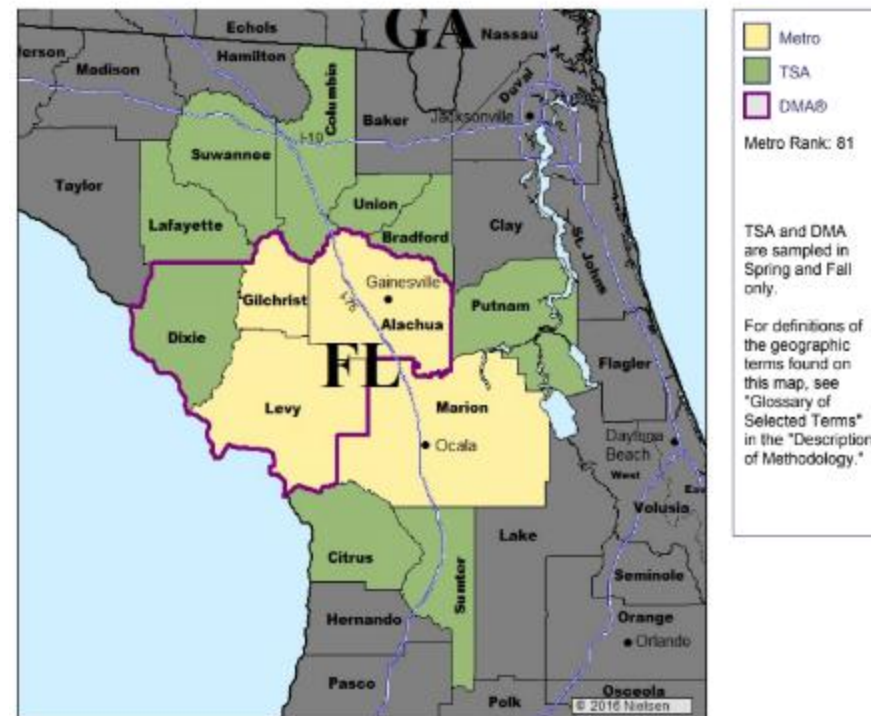 GA
Echols
Nassau
erson
Hamilton
Madison
Columbia
Duval
Jacksonville
Baker
I-10
Suwannee
Taylor
Union
Clay
Lafayette
Bradford
St. Johns
Gainesville
Gilchrist
I-75
Putnam
Alachua
Dixie
FL
Flagler
Levy
Marion
Ocala
Daytona
Beach
West
Eas
Volusia
Lake
Citrus
Sumter
Seminole
Hernando
Orange
Orlando
Pasco
Polk
Osceola
© 2016 Nielsen
Metro
TSA
DMA®
Metro Rank: 81
TSA and DMA
are sampled in
Spring and Fall
only.
For definitions of
the geographic
terms found on
this map, see
"Glossary of
Selected Terms"
in the "Description
of Methodology."